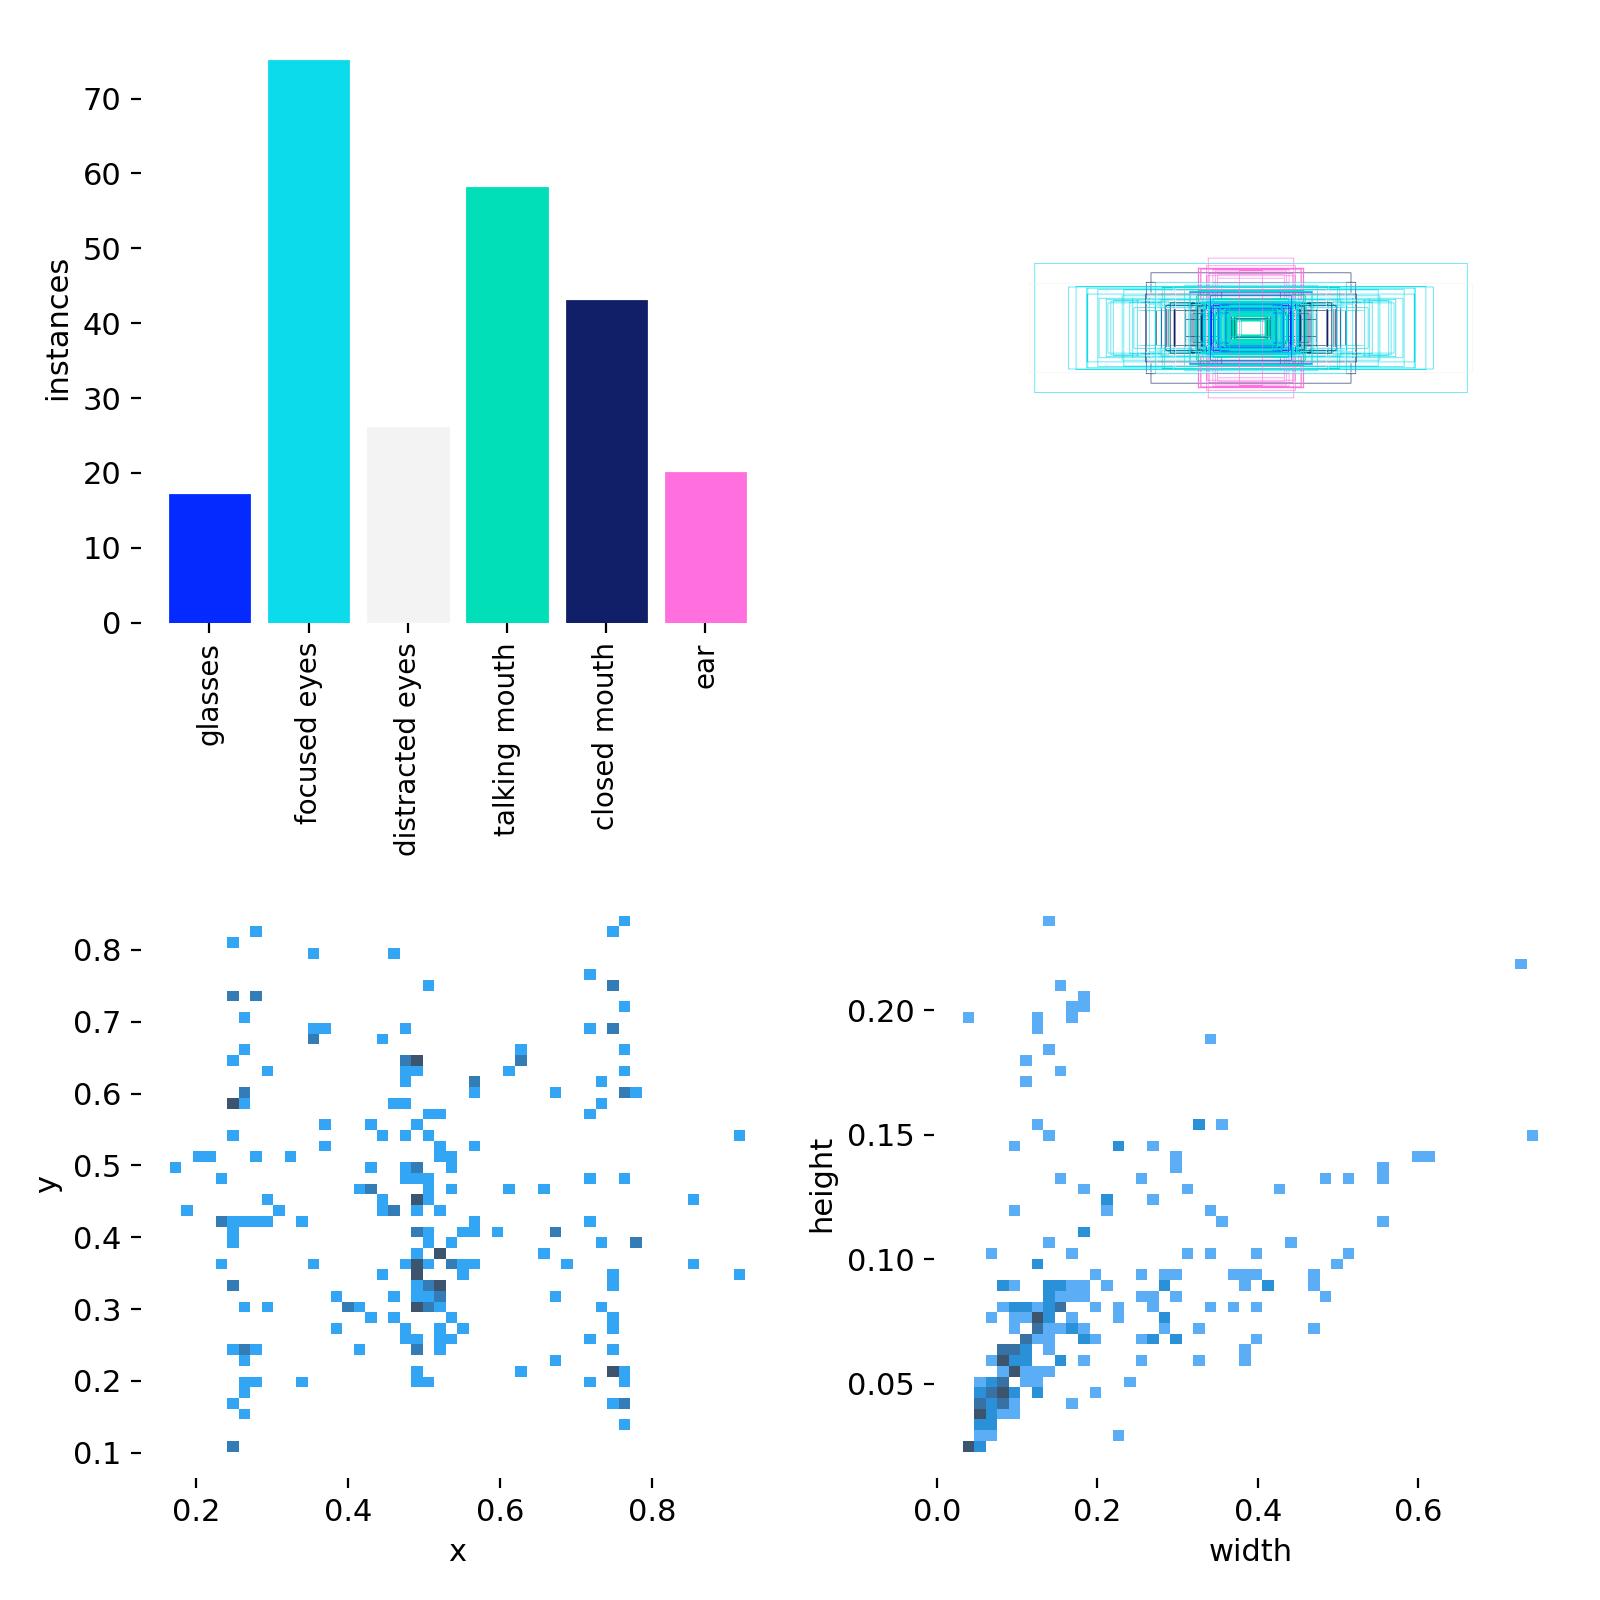 instances
70
60
50
40
30
20
10
0
glasses
focused eyes
distracted eyes
talking mouth
closed mouth
ear
y
0.8
0.7
0.6
0.5
0.4
0.3
0.2
0.1
0.2 0.4 0.6 0.8
x
height
0.20
0.15
0.10
0.05
0.0 0.2 0.4 0.6
width